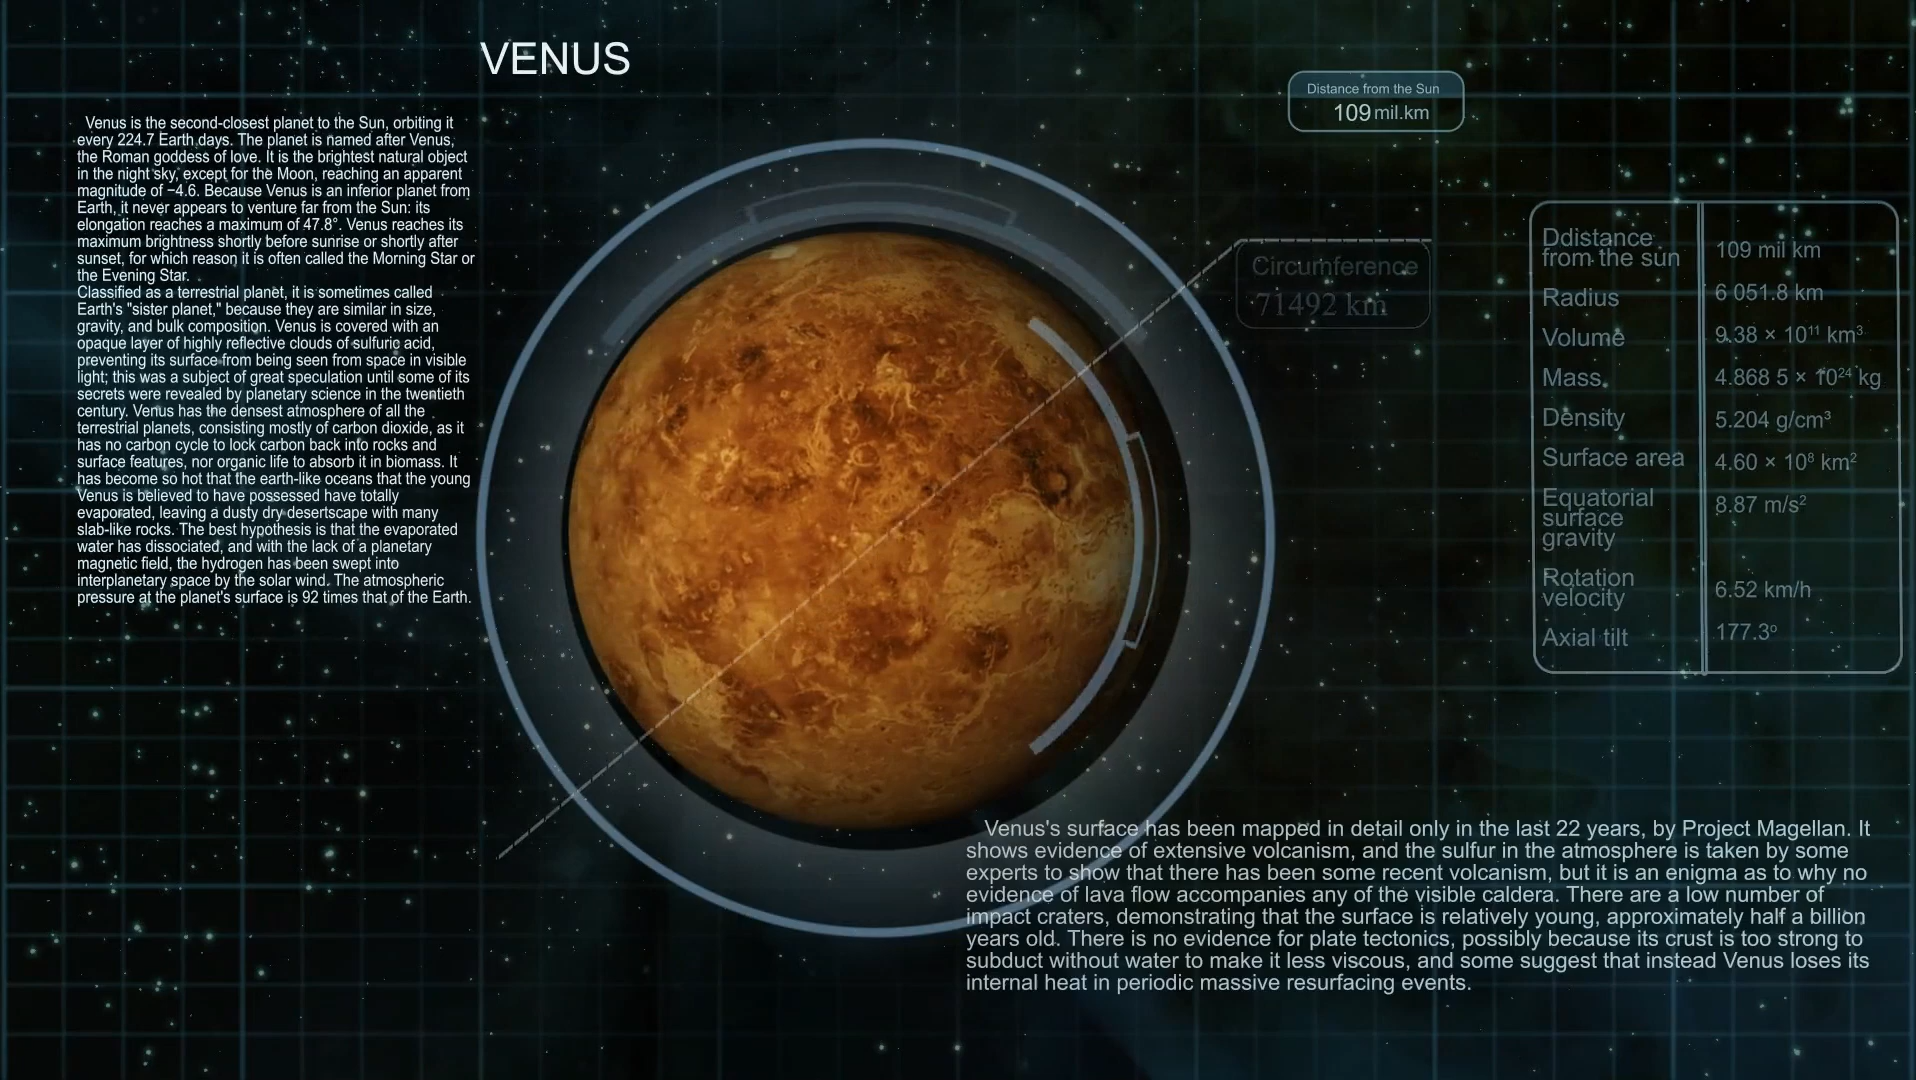 VENUS
Distance from the Sun
109 mil.km
Venus is the second-closest planet to the Sun, orbiting it
every 224.7 Earth days. The planet is named after Venus,
the Roman goddess of love. It is the brightest natural object
in the night sky, except for the Moon, reaching an apparent
magnitude of −4.6. Because Venus is an inferior planet from
Earth, it never appears to venture far from the Sun: its
elongation reaches a maximum of 47.8°. Venus reaches its
maximum brightness shortly before sunrise or shortly after
sunset, for which reason it is often called the Morning Star or
the Evening Star.
Classified as a terrestrial planet, it is sometimes called
Earth's "sister planet," because they are similar in size,
gravity, and bulk composition. Venus is covered with an
opaque layer of highly reflective clouds of sulfuric acid,
preventing its surface from being seen from space in visible
light; this was a subject of great speculation until some of its
secrets were revealed by planetary science in the twentieth
century. Venus has the densest atmosphere of all the
terrestrial planets, consisting mostly of carbon dioxide, as it
has no carbon cycle to lock carbon back into rocks and
surface features, nor organic life to absorb it in biomass. It
has become so hot that the earth-like oceans that the young
Venus is believed to have possessed have totally
evaporated, leaving a dusty dry desertscape with many
slab-like rocks. The best hypothesis is that the evaporated
water has dissociated, and with the lack of a planetary
magnetic field, the hydrogen has been swept into
interplanetary space by the solar wind. The atmospheric
pressure at the planet's surface is 92 times that of the Earth.
Circumference
71492 km
Ddistance
from the sun
109 mil km
Radius
6 051.8 km
Volume
9.38 × 10¹¹ km³
Mass
4.868 5 × 10²⁴ kg
Density
5.204 g/cm³
Surface area
4.60 × 10⁸ km²
Equatorial
surface
gravity
8.87 m/s²
Rotation
velocity
6.52 km/h
Axial tilt
177.3º
Venus's surface has been mapped in detail only in the last 22 years, by Project Magellan. It
shows evidence of extensive volcanism, and the sulfur in the atmosphere is taken by some
experts to show that there has been some recent volcanism, but it is an enigma as to why no
evidence of lava flow accompanies any of the visible caldera. There are a low number of
impact craters, demonstrating that the surface is relatively young, approximately half a billion
years old. There is no evidence for plate tectonics, possibly because its crust is too strong to
subduct without water to make it less viscous, and some suggest that instead Venus loses its
internal heat in periodic massive resurfacing events.